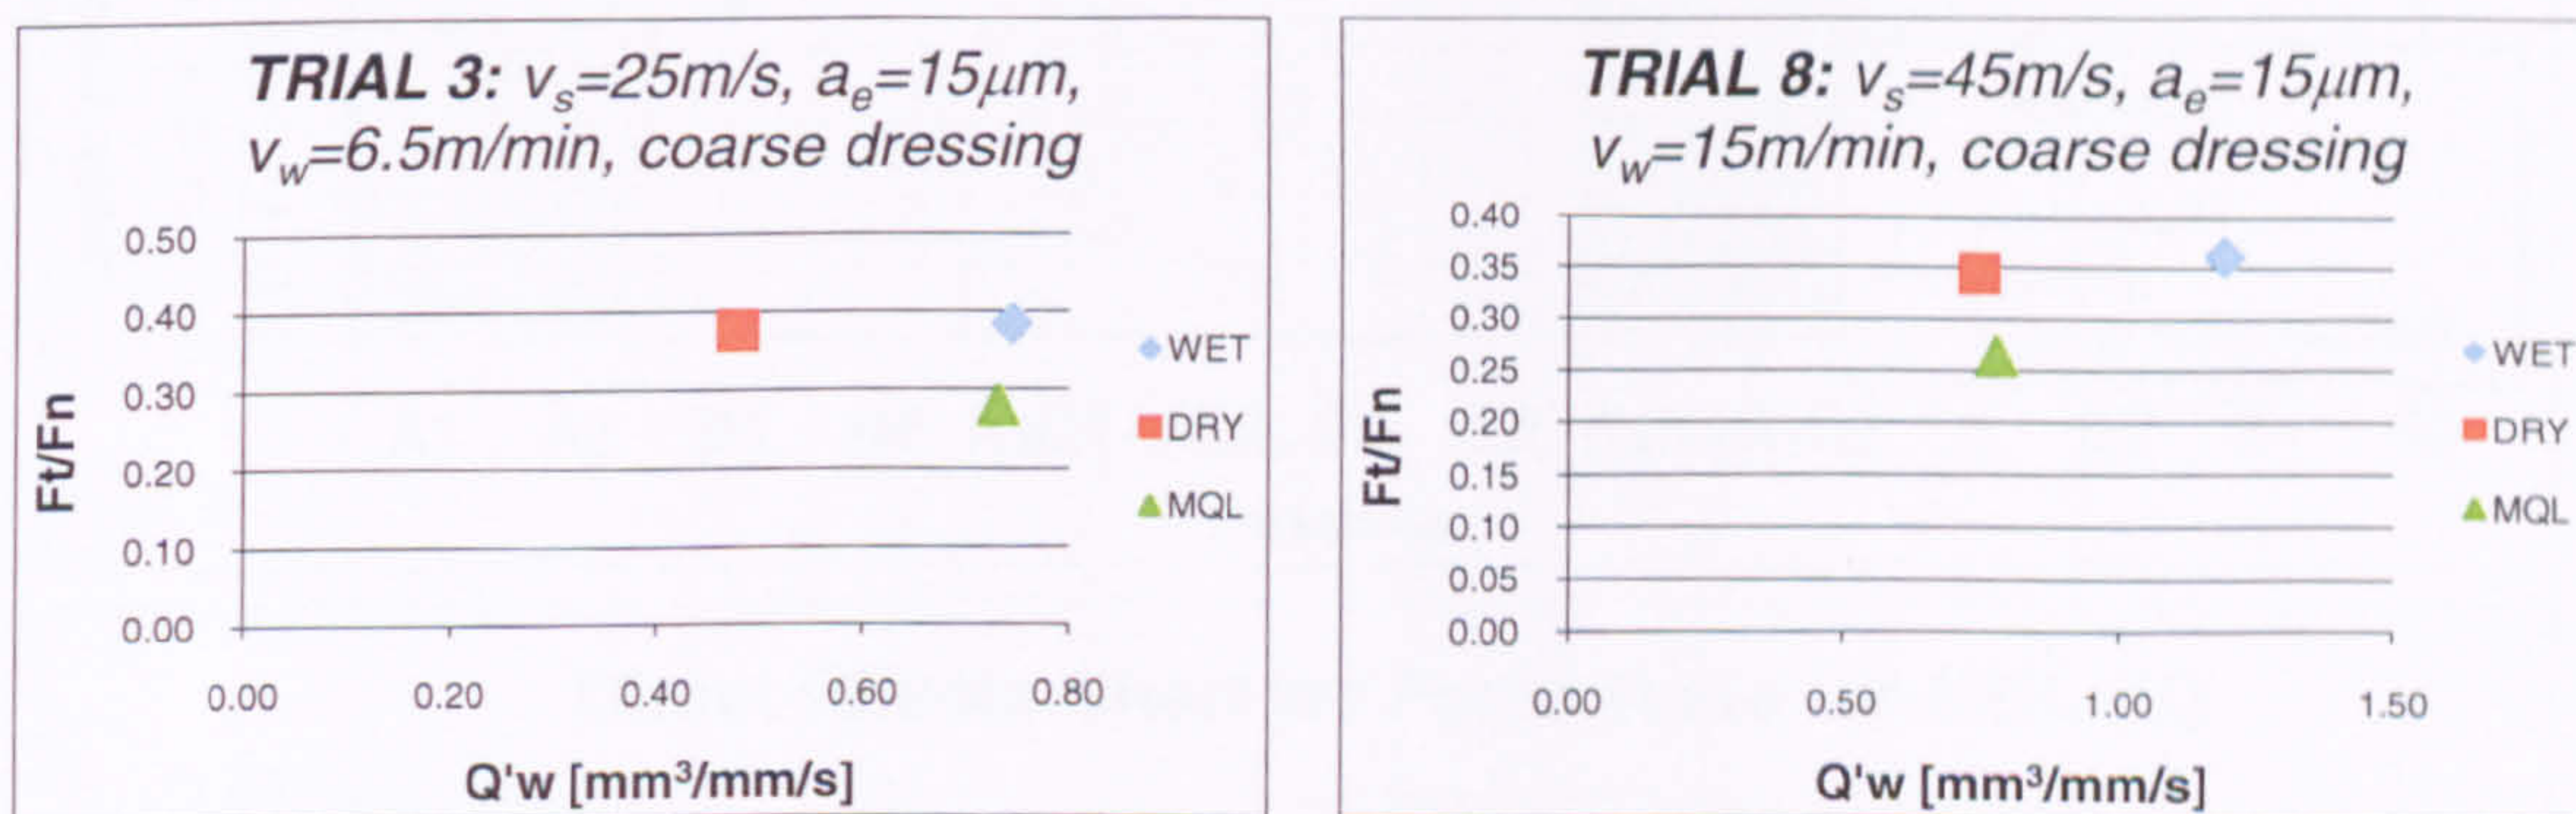 TRIAL 3: vs=25m/s, ae=15μm,
vw=6.5m/min, coarse dressing
0.50
0.40
0.30
0.20
0.10
0.00
Ft/Fn
0.00 0.20 0.40 0.60 0.80
Q'w [mm³/mm/s]
WET
DRY
MQL
TRIAL 8: vs=45m/s, ae=15μm,
vw=15m/min, coarse dressing
0.40
0.35
0.30
0.25
0.20
0.15
0.10
0.05
0.00
Ft/Fn
0.00 0.50 1.00 1.50
Q'w [mm³/mm/s]
WET
DRY
MQL